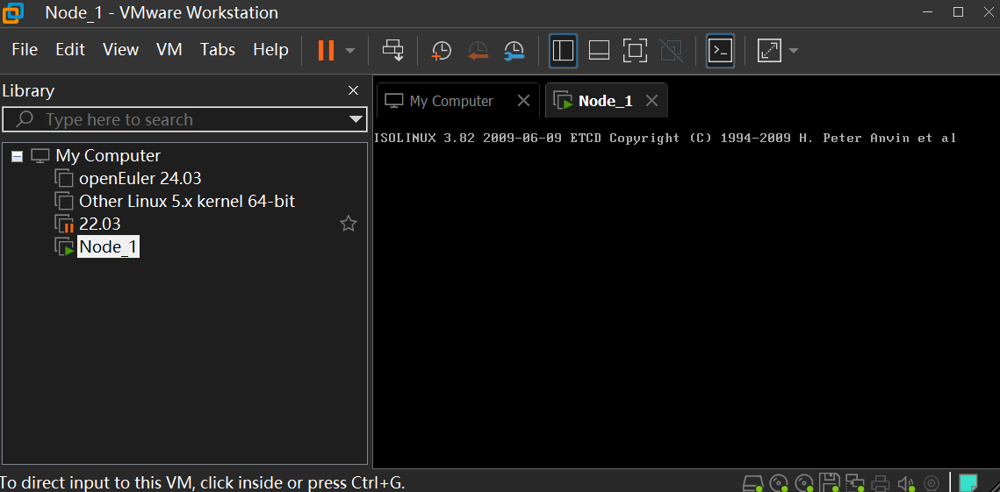 Node_1 - VMware Workstation
File Edit View VM Tabs Help
Library
Type here to search
My Computer
openEuler 24.03
Other Linux 5.x kernel 64-bit
22.03
Node_1
My Computer
Node_1
ISOLINUX 3.82 2009-06-09 ETCD Copyright (C) 1994-2009 H. Peter Anvin et al
To direct input to this VM, click inside or press Ctrl+G.